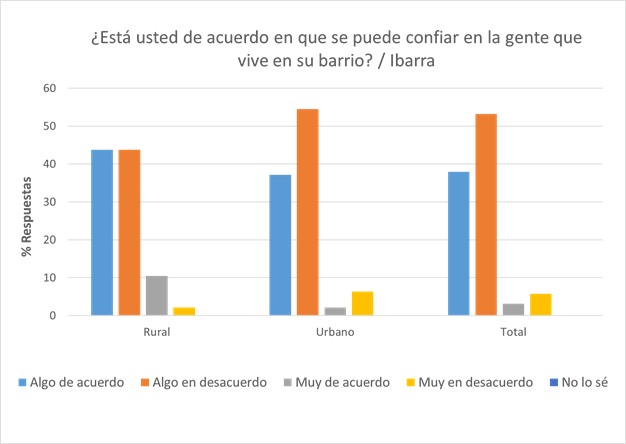 ¿Está usted de acuerdo en que se puede confiar en la gente que
vive en su barrio? / Ibarra
60
50
40
30
20
10
0
% Respuestas
Rural
Urbano
Total
Algo de acuerdo
Algo en desacuerdo
Muy de acuerdo
Muy en desacuerdo
No lo sé